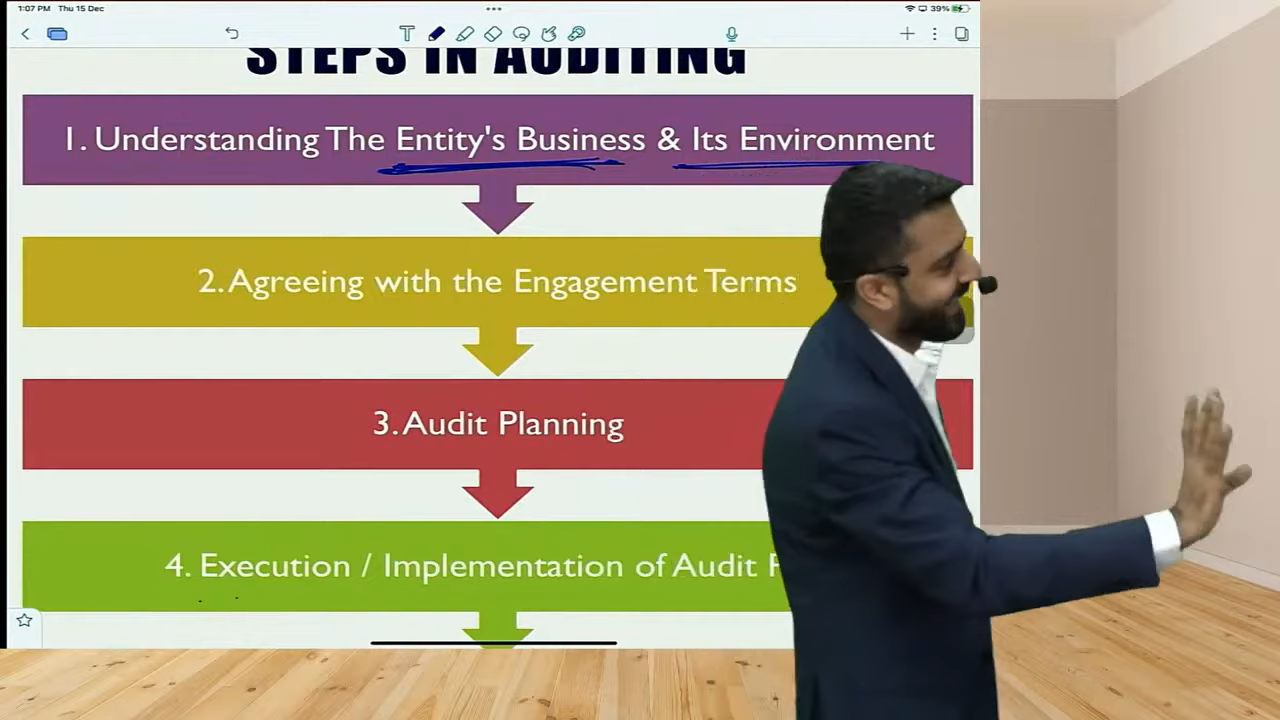 1:07 PM Thu 15 Dec
39%
STEPS IN AUDITING
1. Understanding The Entity's Business & Its Environment
2. Agreeing with the Engagement Terms
3. Audit Planning
4. Execution / Implementation of Audit